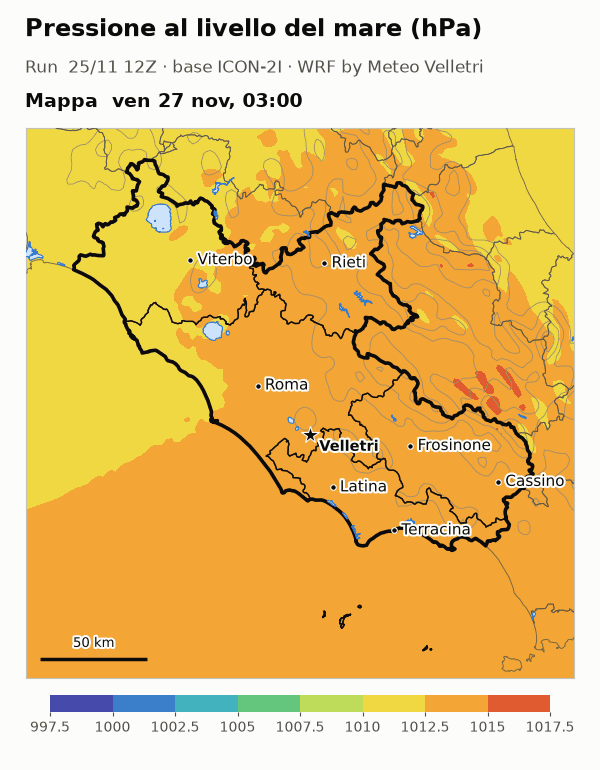 Pressione al livello del mare (hPa)
Run  25/11 12Z · base ICON-2I · WRF by Meteo Velletri
Mappa  ven 27 nov, 03:00
Viterbo
Rieti
Roma
Velletri
Frosinone
Latina
Cassino
Terracina
50 km
997.5 1000 1002.5 1005 1007.5 1010 1012.5 1015 1017.5